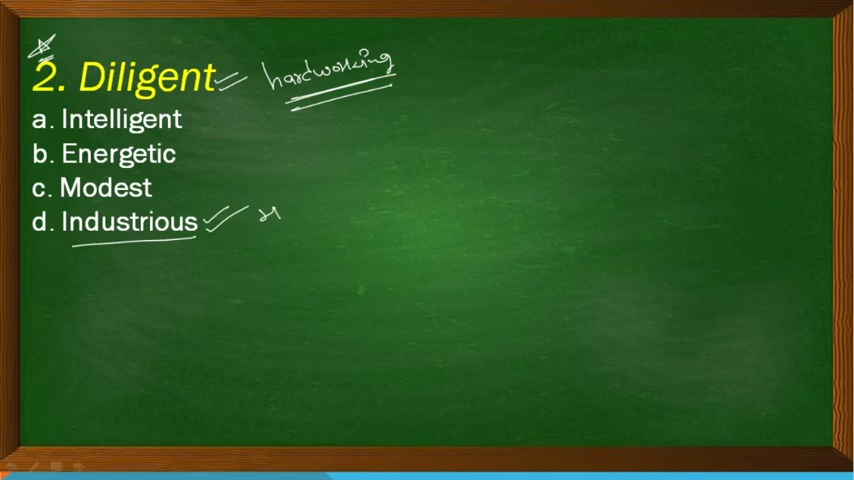 2. Diligent hardworking
a. Intelligent
b. Energetic
c. Modest
d. Industrious